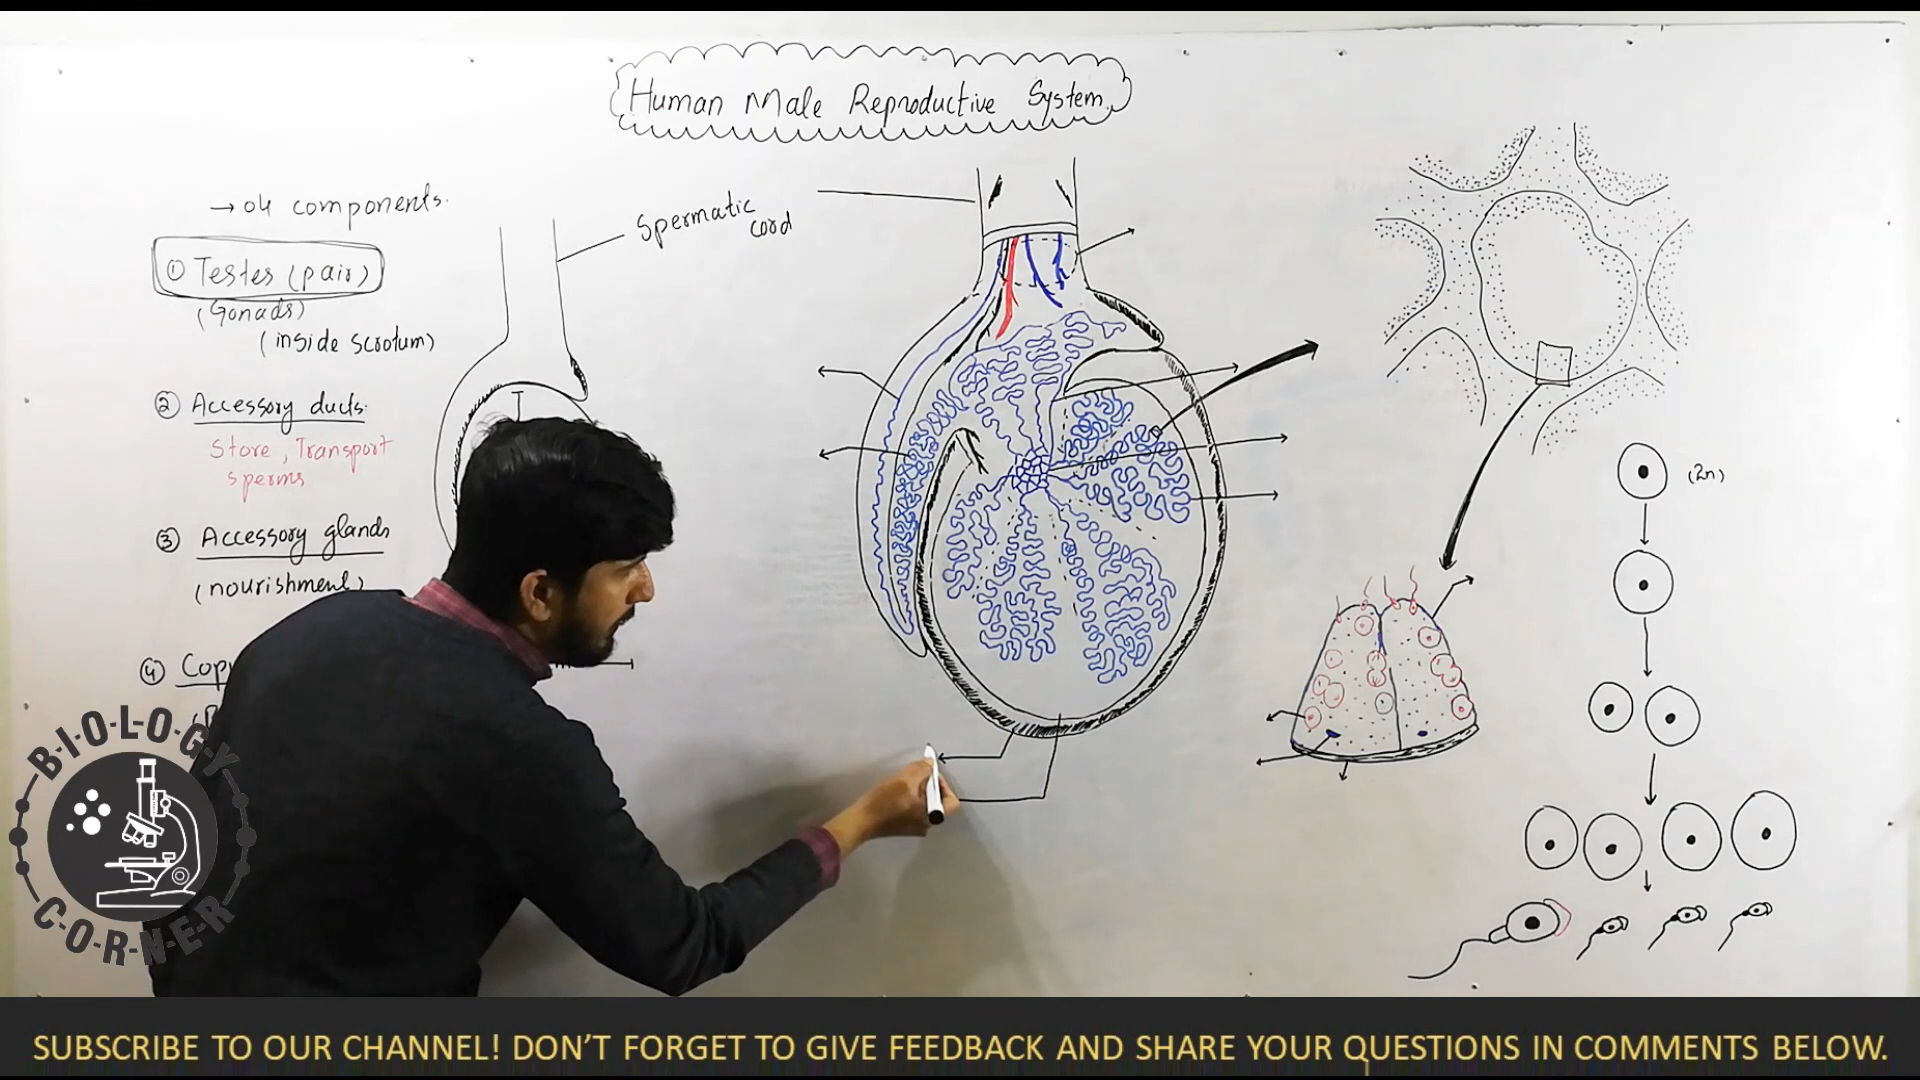 Human Male Reproductive System
→ 04 components.
① Testes (pair)
(Gonads)
(inside scrotum)
② Accessory ducts.
Store, Transport
sperms
③ Accessory glands
(nourishment)
④ Cop
Spermatic
cord
(2n)
B·I·O·L·O·G·Y
C·O·R·N·E·R
SUBSCRIBE TO OUR CHANNEL! DON'T FORGET TO GIVE FEEDBACK AND SHARE YOUR QUESTIONS IN COMMENTS BELOW.